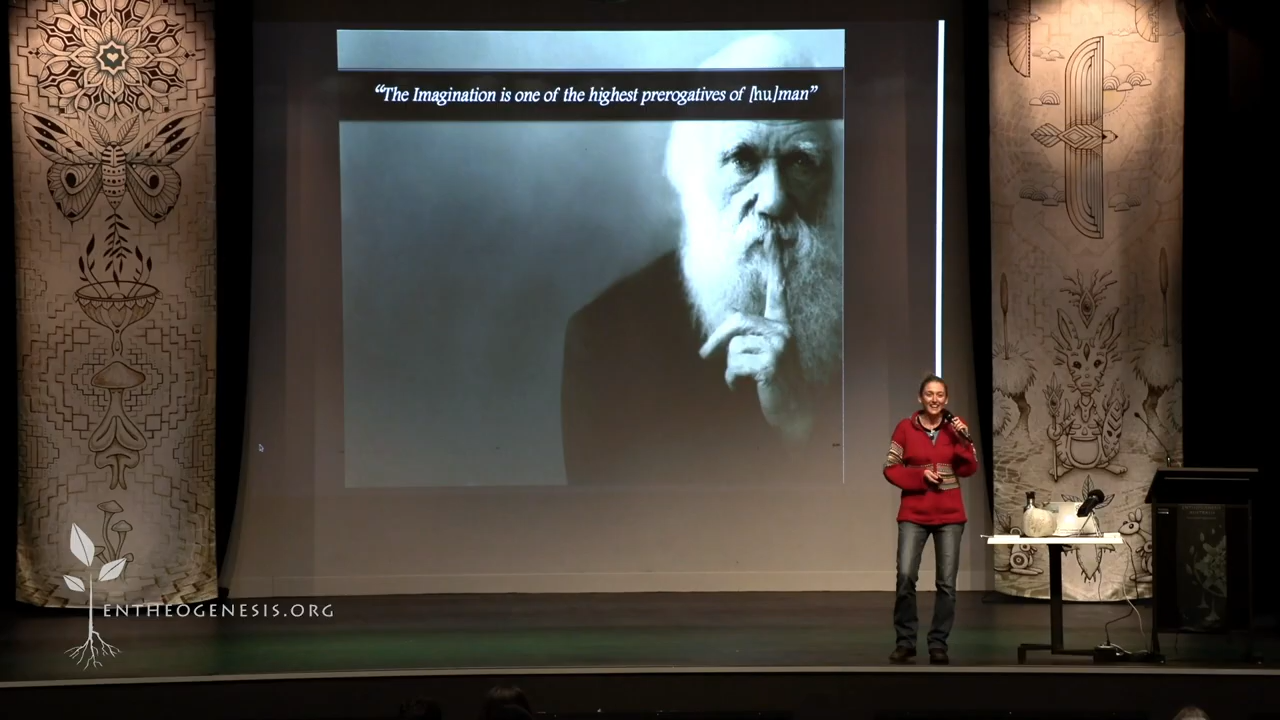 “The Imagination is one of the highest prerogatives of [hu]man”
ENTHEOGENESIS.ORG